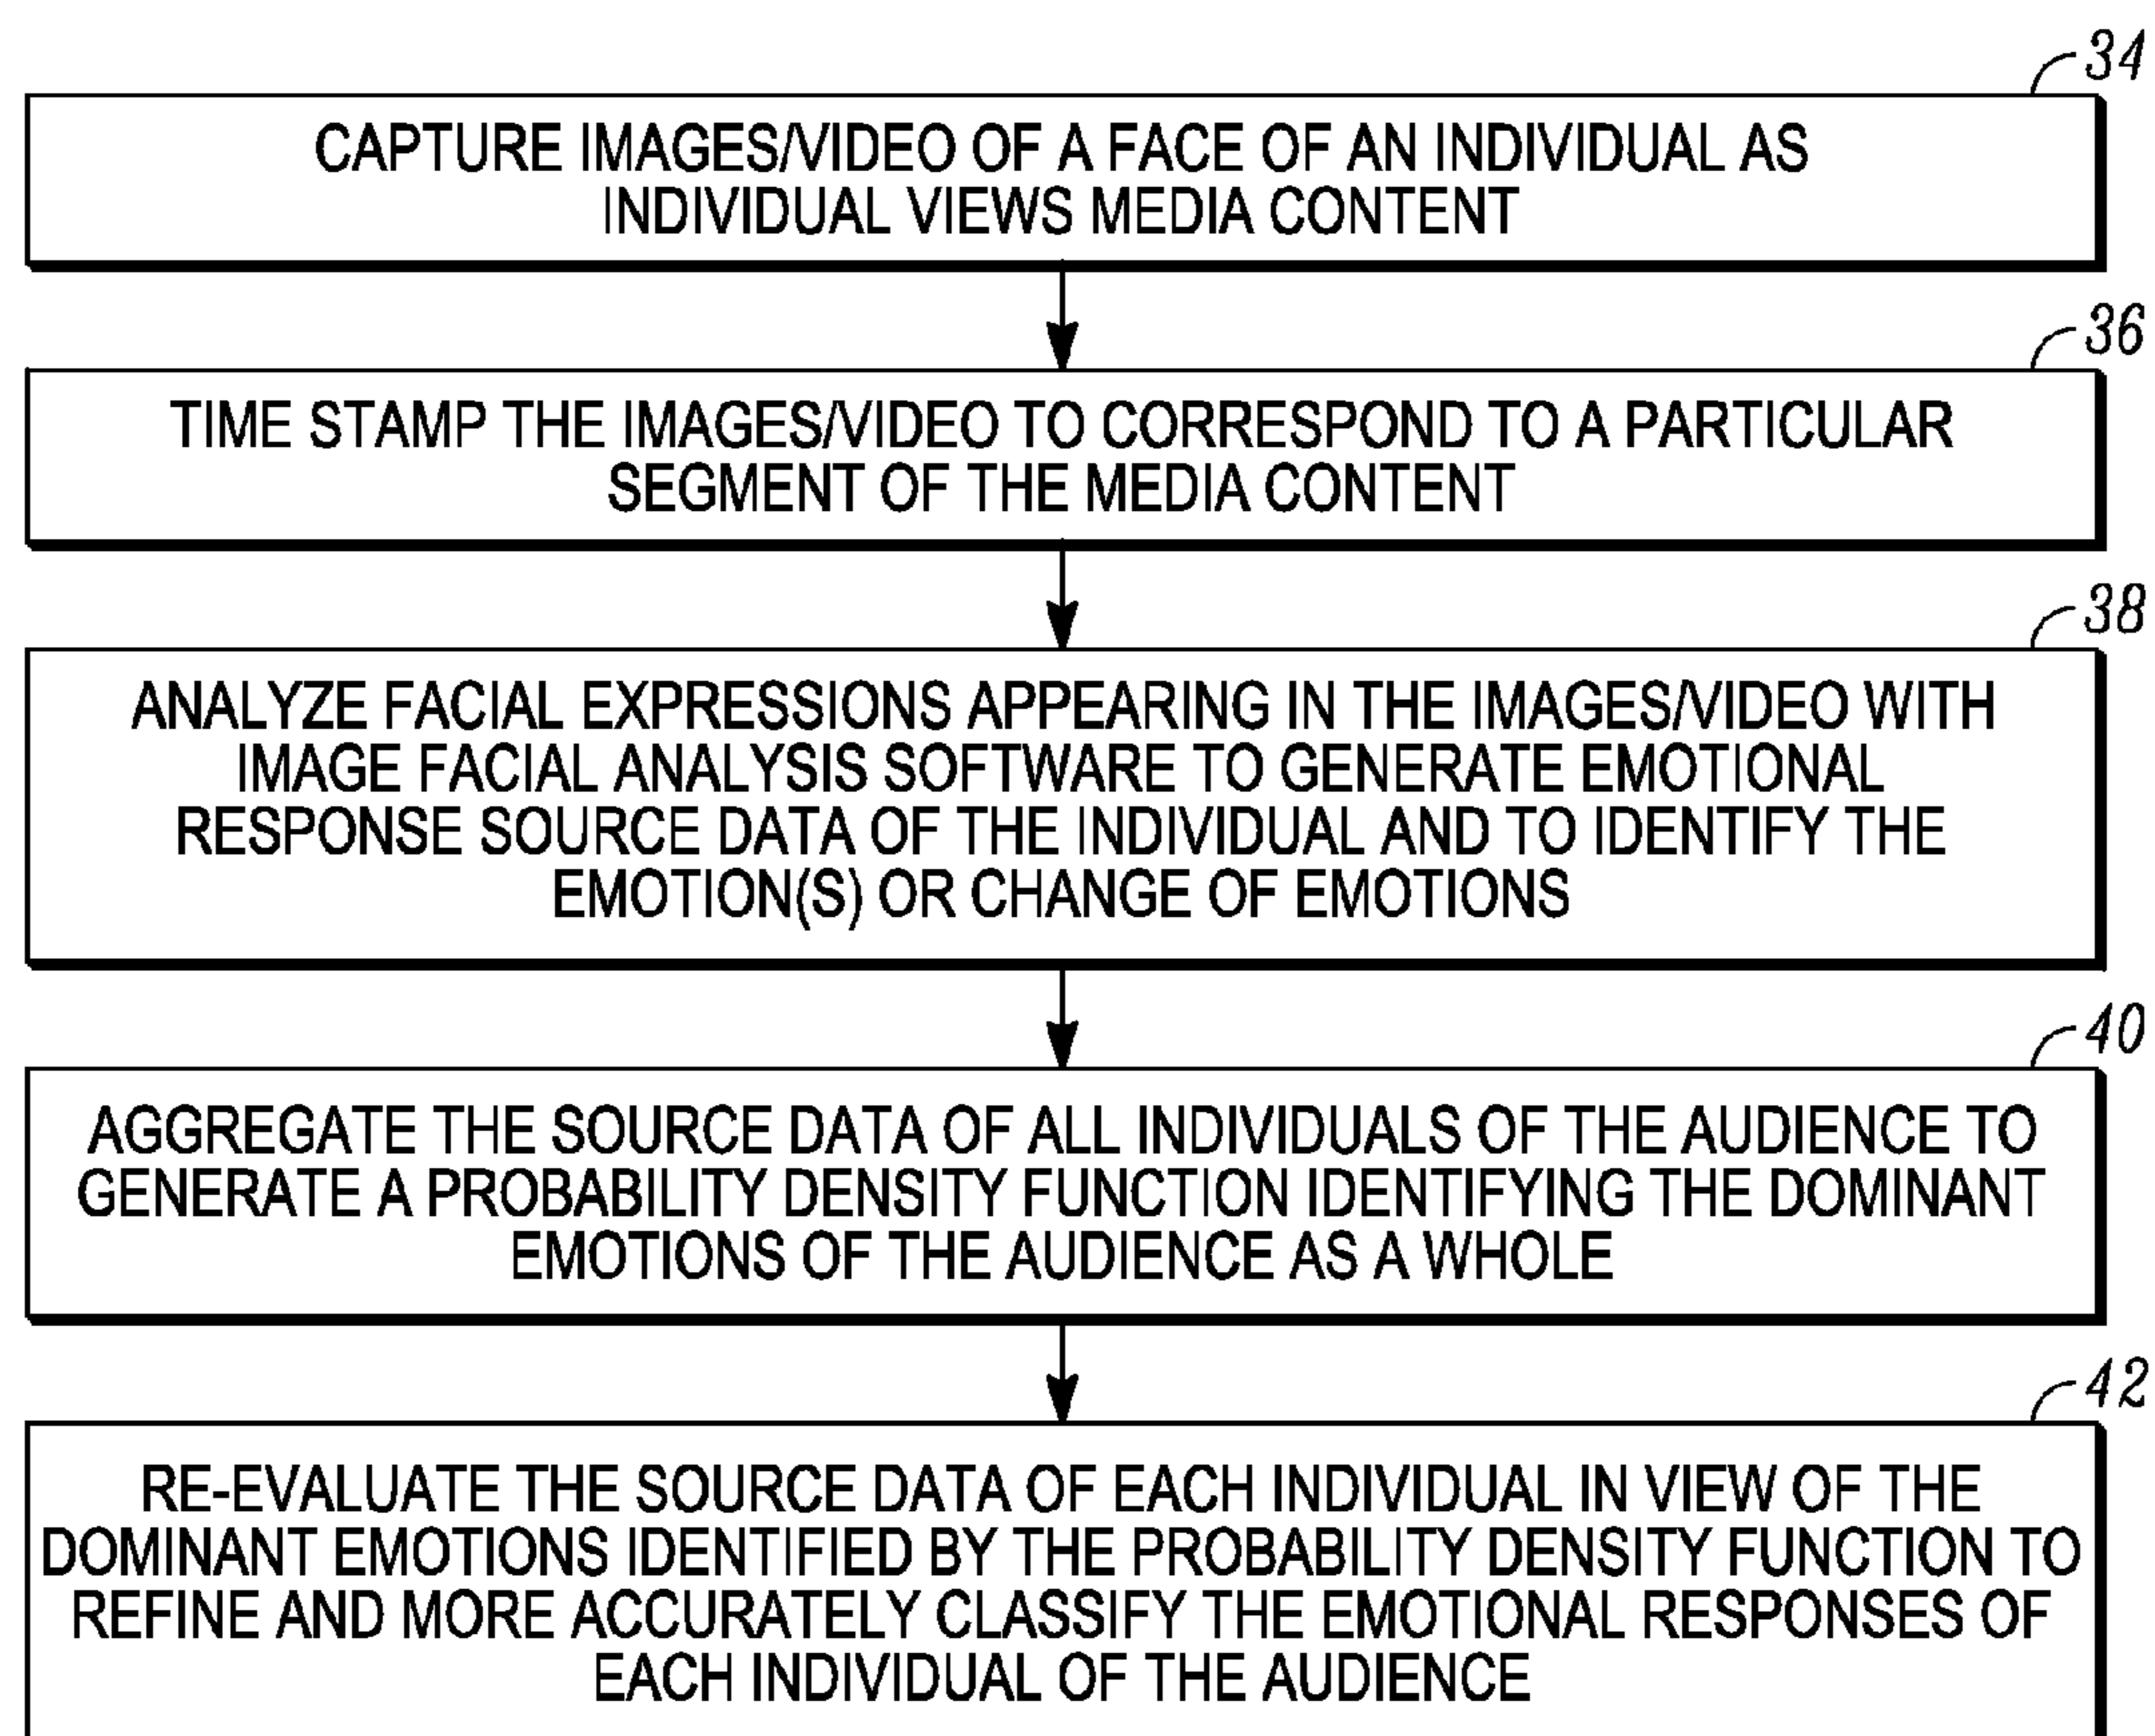 34
CAPTURE IMAGES/VIDEO OF A FACE OF AN INDIVIDUAL AS
INDIVIDUAL VIEWS MEDIA CONTENT
36
TIME STAMP THE IMAGES/VIDEO TO CORRESPOND TO A PARTICULAR
SEGMENT OF THE MEDIA CONTENT
38
ANALYZE FACIAL EXPRESSIONS APPEARING IN THE IMAGES/VIDEO WITH
IMAGE FACIAL ANALYSIS SOFTWARE TO GENERATE EMOTIONAL
RESPONSE SOURCE DATA OF THE INDIVIDUAL AND TO IDENTIFY THE
EMOTION(S) OR CHANGE OF EMOTIONS
40
AGGREGATE THE SOURCE DATA OF ALL INDIVIDUALS OF THE AUDIENCE TO
GENERATE A PROBABILITY DENSITY FUNCTION IDENTIFYING THE DOMINANT
EMOTIONS OF THE AUDIENCE AS A WHOLE
42
RE-EVALUATE THE SOURCE DATA OF EACH INDIVIDUAL IN VIEW OF THE
DOMINANT EMOTIONS IDENTIFIED BY THE PROBABILITY DENSITY FUNCTION TO
REFINE AND MORE ACCURATELY CLASSIFY THE EMOTIONAL RESPONSES OF
EACH INDIVIDUAL OF THE AUDIENCE